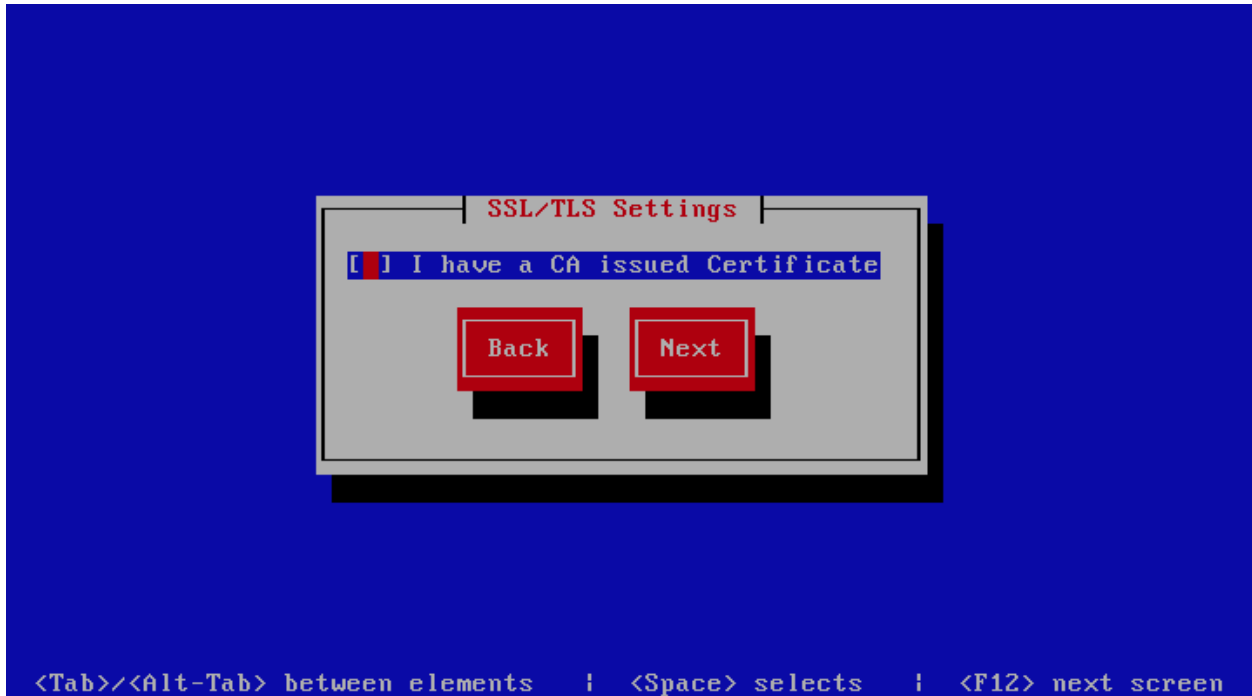 SSL/TLS Settings
[ ] I have a CA issued Certificate
Back Next
<Tab>/<Alt-Tab> between elements | <Space> selects | <F12> next screen